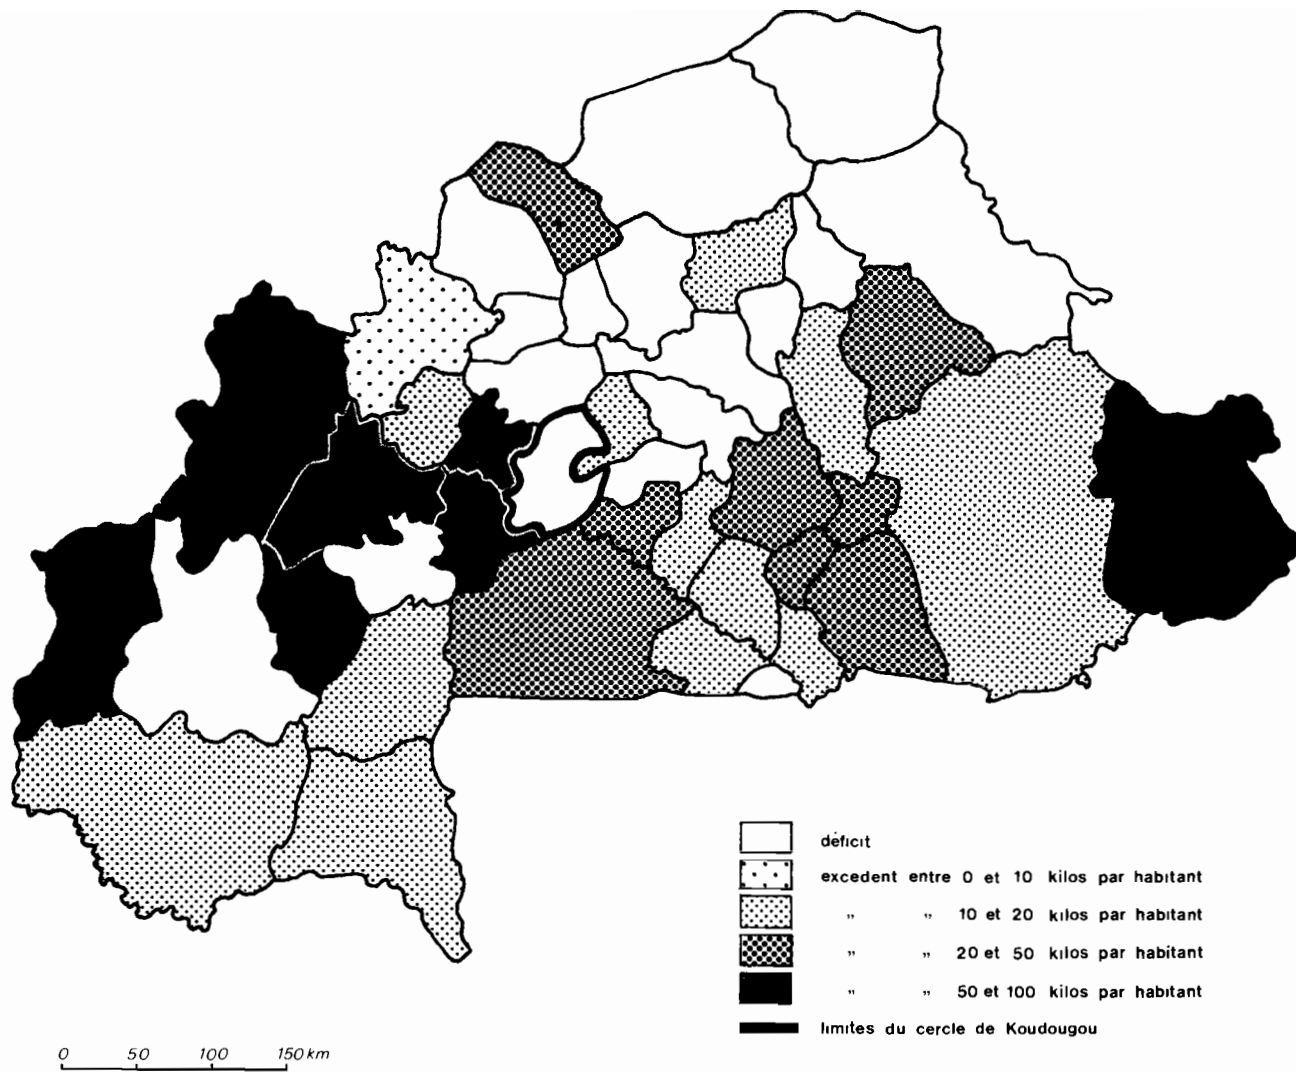 déficit
excedent entre 0 et 10 kilos par habitant
„ „ 10 et 20 kilos par habitant
„ „ 20 et 50 kilos par habitant
„ „ 50 et 100 kilos par habitant
limites du cercle de Koudougou
0 50 100 150 km